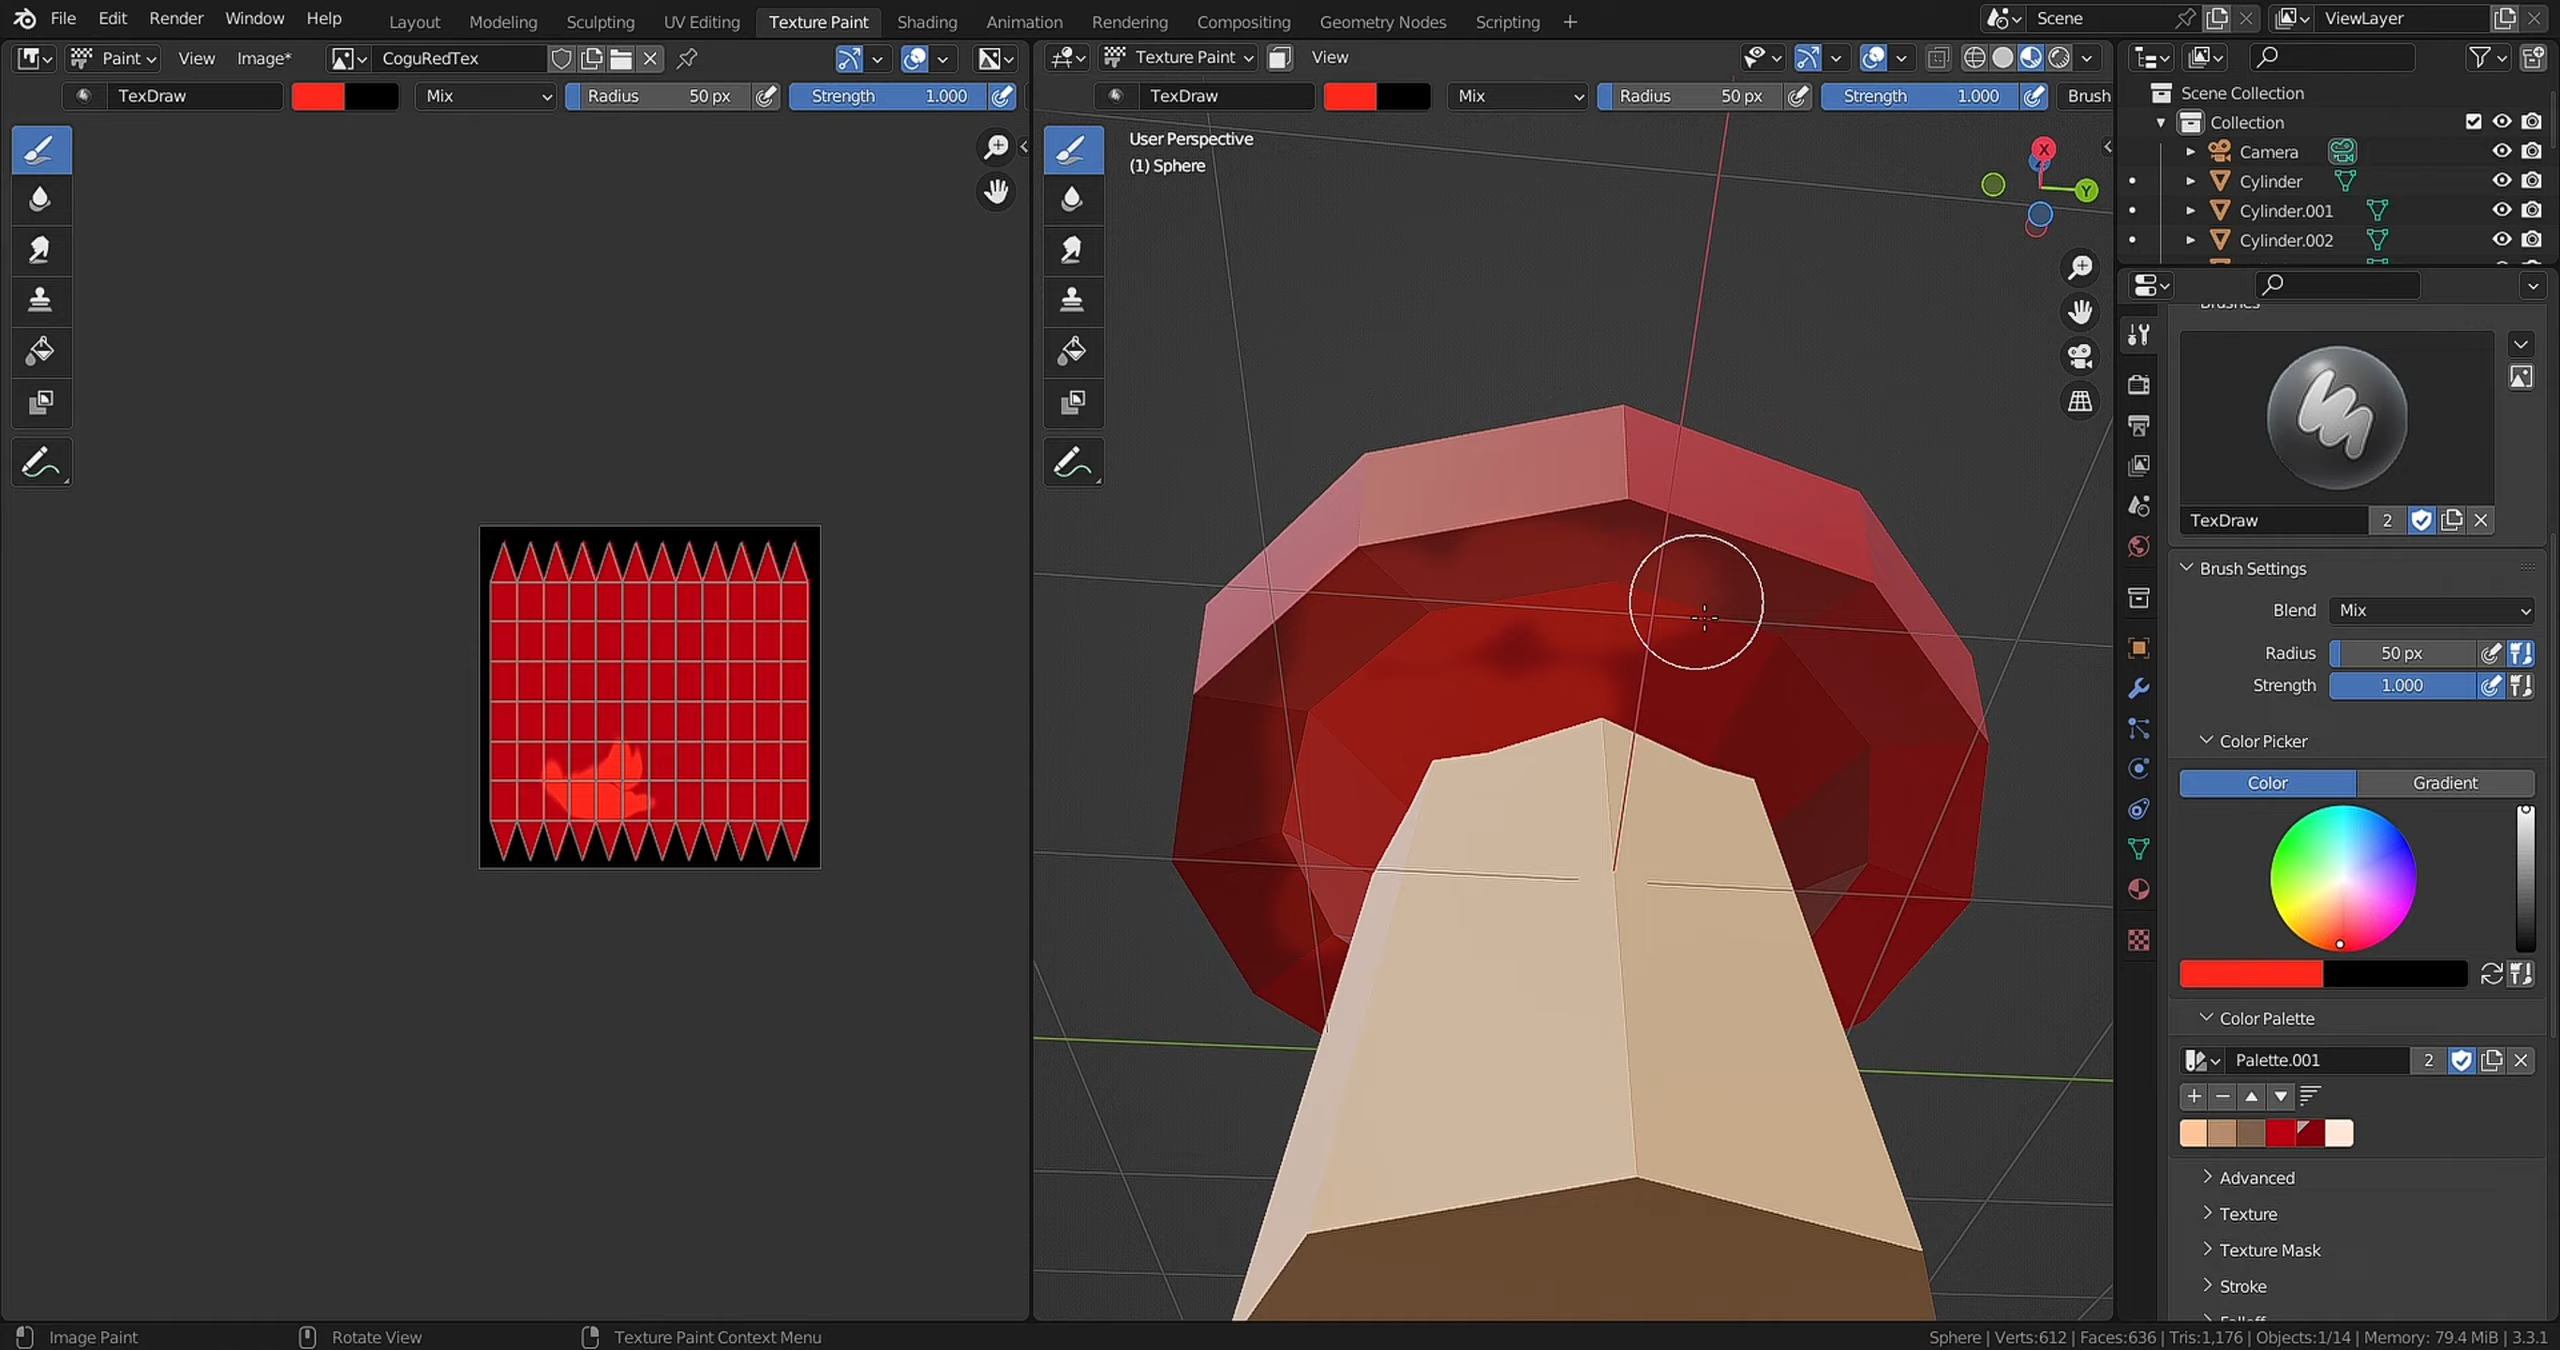 File Edit Render Window Help Layout Modeling Sculpting UV Editing Texture Paint Shading Animation Rendering Compositing Geometry Nodes Scripting + Scene ViewLayer
Paint View Image* CoguRedTex Texture Paint View
TexDraw Mix Radius 50 px Strength 1.000 TexDraw Mix Radius 50 px Strength 1.000 Brush
User Perspective
(1) Sphere
X
Y
Scene Collection
Collection
Camera
Cylinder
Cylinder.001
Cylinder.002
Brushes
TexDraw 2
Brush Settings
Blend Mix
Radius 50 px
Strength 1.000
Color Picker
Color Gradient
Color Palette
Palette.001 2
Advanced
Texture
Texture Mask
Stroke
Falloff
Image Paint Rotate View Texture Paint Context Menu Sphere | Verts:612 | Faces:636 | Tris:1,176 | Objects:1/14 | Memory: 79.4 MiB | 3.3.1